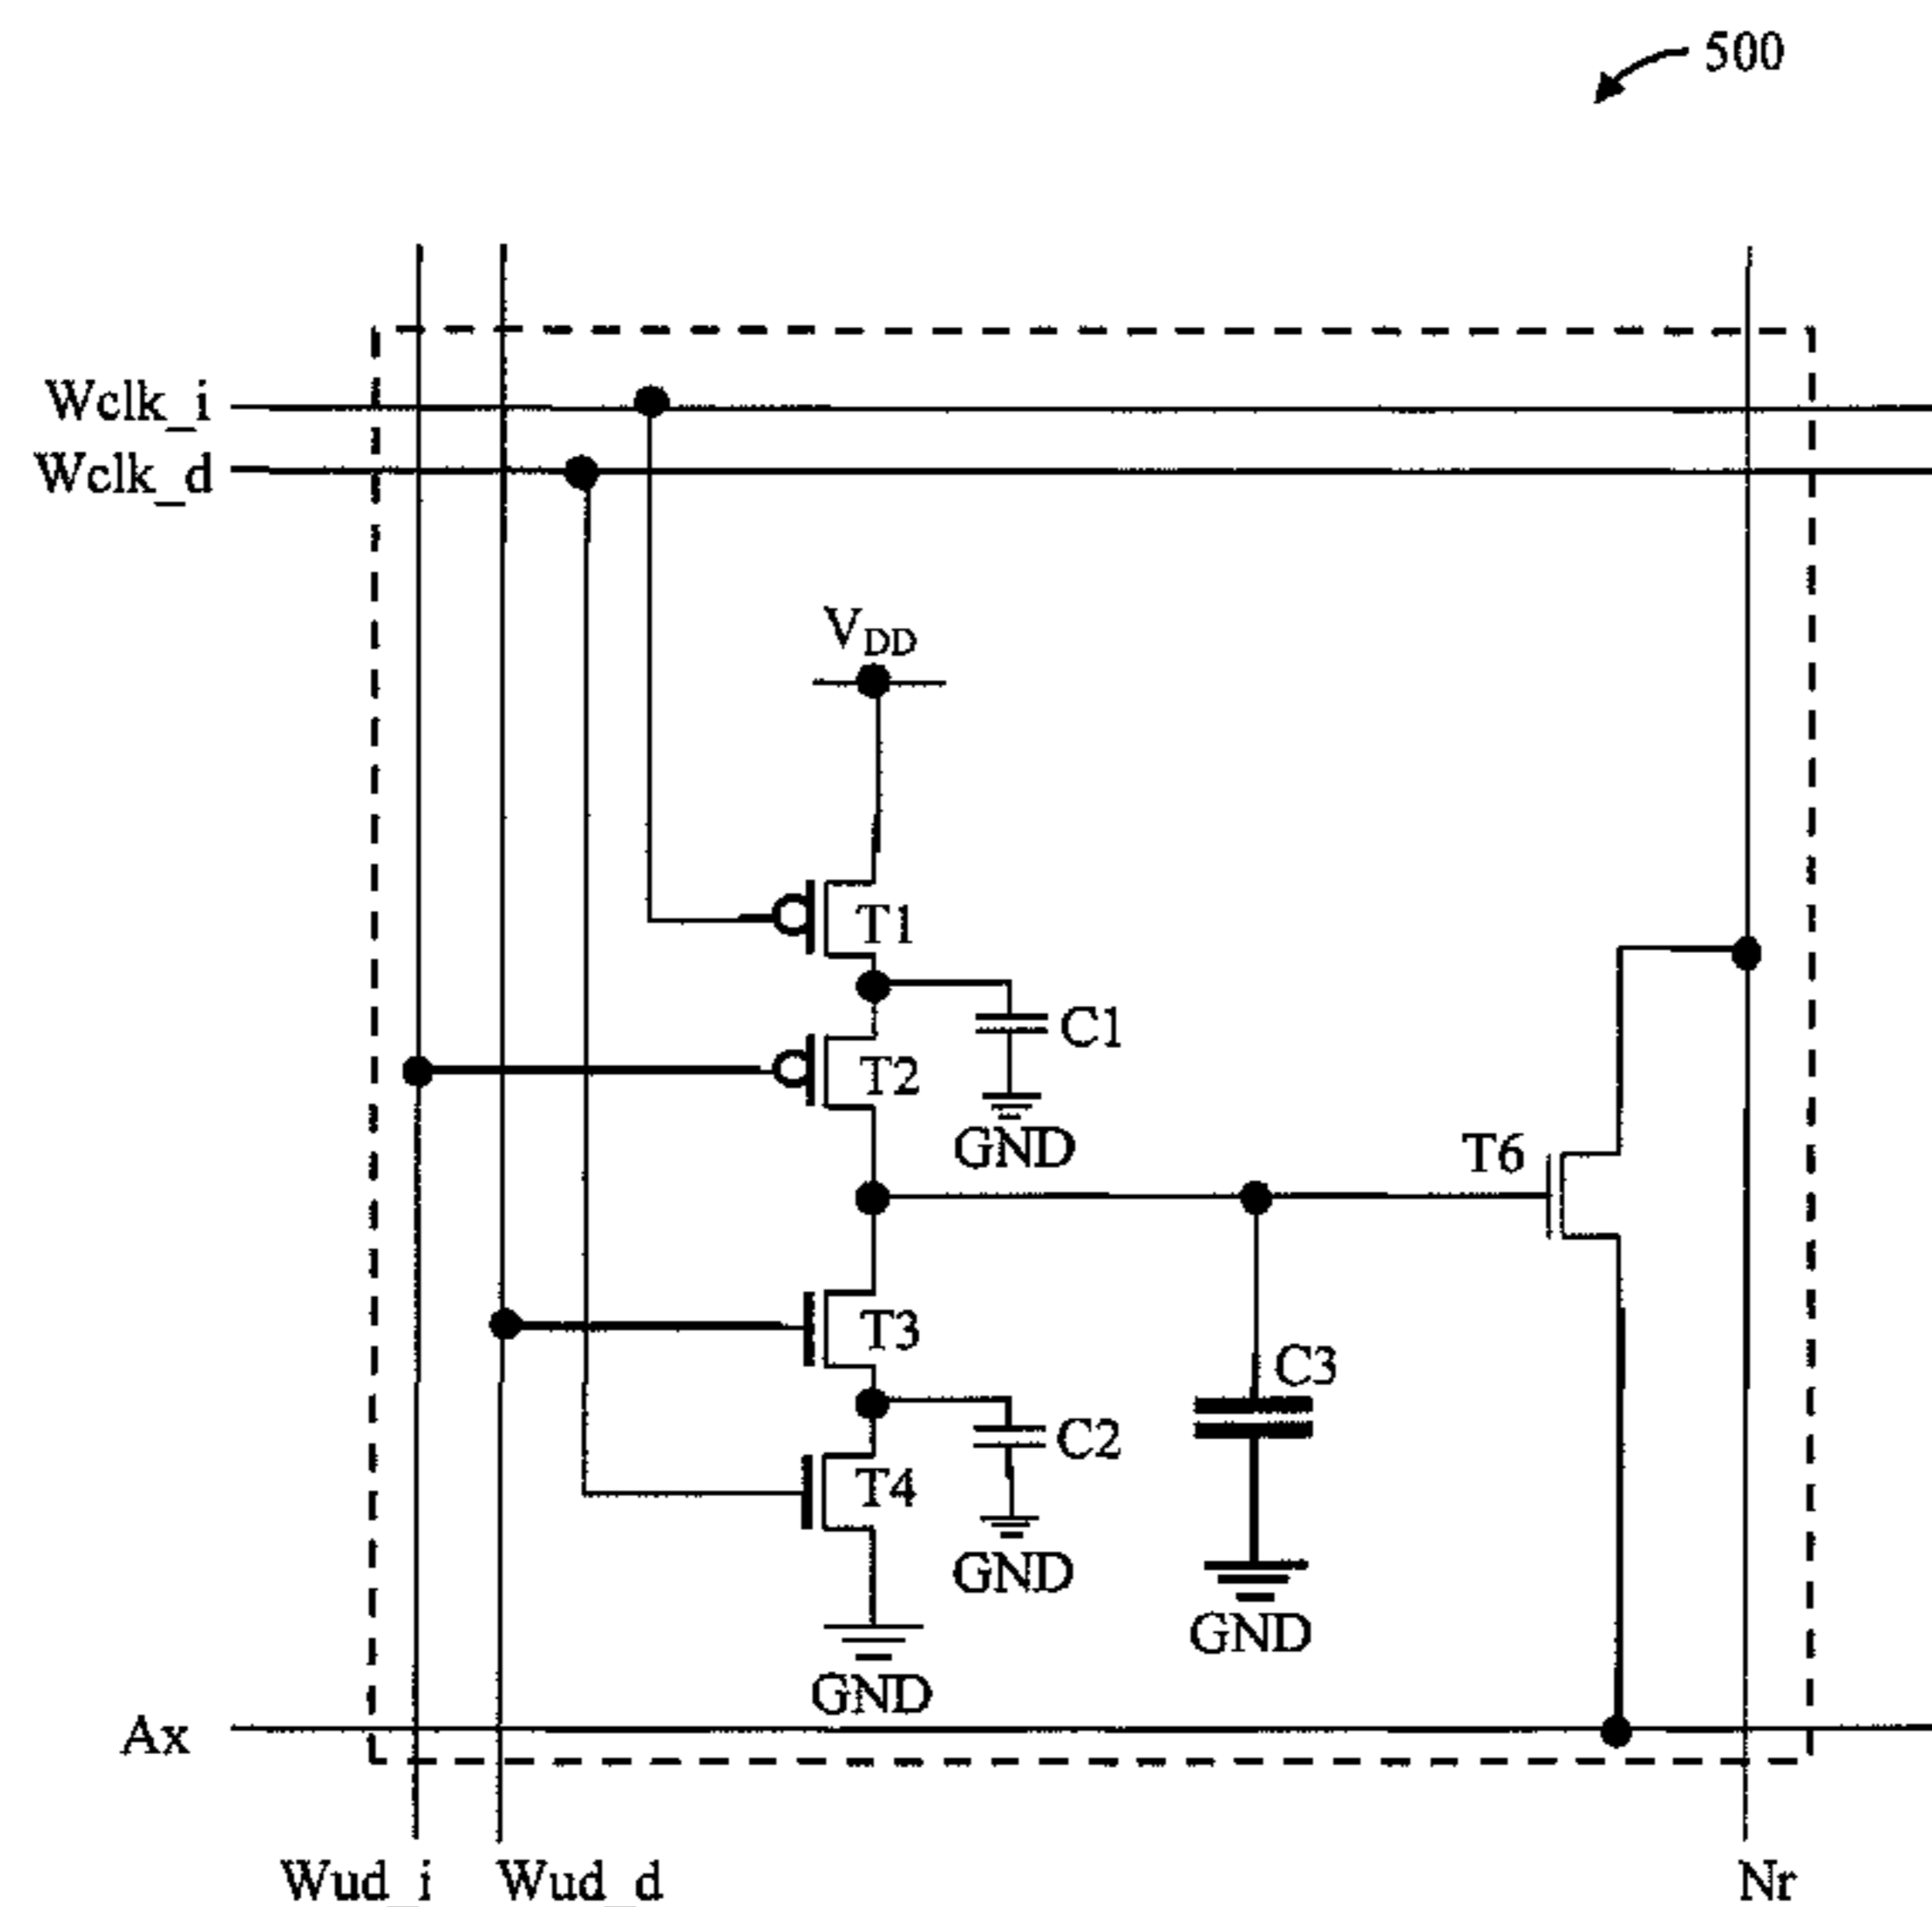 500
Wclk_i
Wclk_d
V_DD
T1
C1
T2
GND
T6
T3
C3
C2
T4
GND
GND
GND
Ax
Wud_i Wud_d Nr